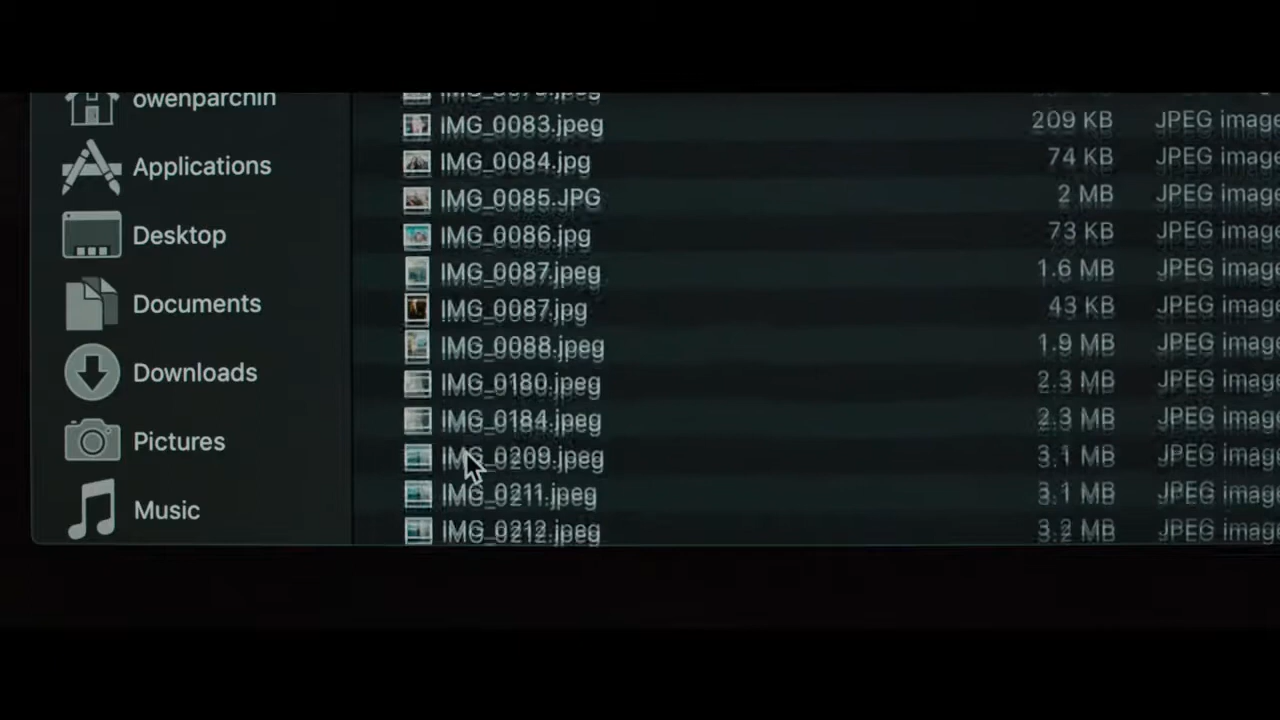 owenparchin
IMG_0083.jpeg 209 KB JPEG image
IMG_0084.jpg 74 KB JPEG image
Applications
IMG_0085.JPG 2 MB JPEG image
Desktop
IMG_0086.jpg 73 KB JPEG image
IMG_0087.jpeg 1.6 MB JPEG image
Documents
IMG_0087.jpg 43 KB JPEG image
IMG_0088.jpeg 1.9 MB JPEG image
Downloads
IMG_0180.jpeg 2.3 MB JPEG image
IMG_0184.jpeg 2.3 MB JPEG image
Pictures
IMG_0209.jpeg 3.1 MB JPEG image
IMG_0211.jpeg 3.1 MB JPEG image
Music
IMG_0212.jpeg 3.2 MB JPEG image